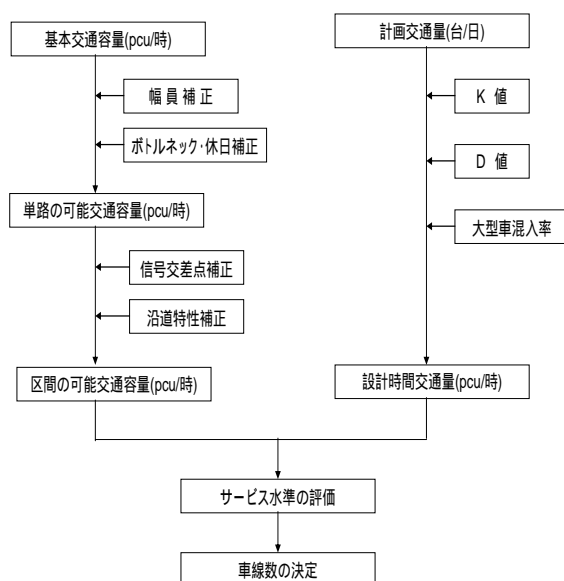 基本交通容量(pcu/時)
幅 員 補 正
ボトルネック・休日補正
単路の可能交通容量(pcu/時)
信号交差点補正
沿道特性補正
区間の可能交通容量(pcu/時)
計画交通量(台/日)
K 値
D 値
大型車混入率
設計時間交通量(pcu/時)
サービス水準の評価
車線数の決定